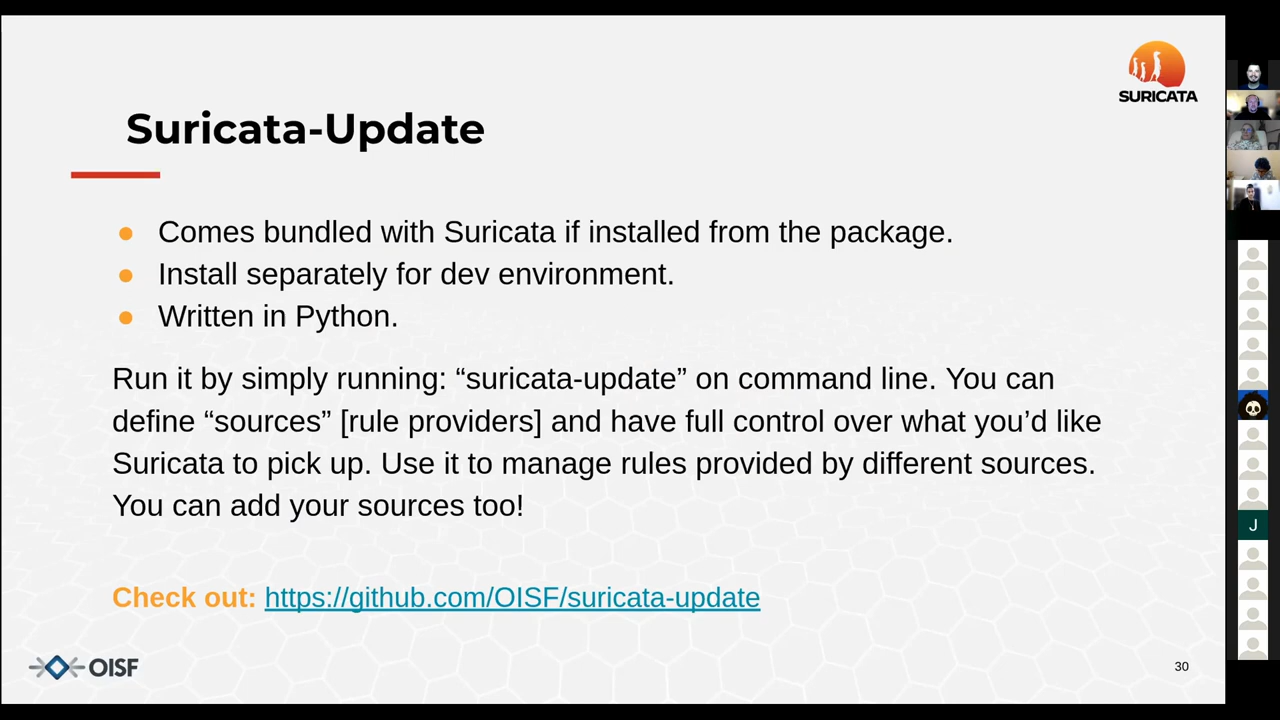 SURICATA
Suricata-Update
● Comes bundled with Suricata if installed from the package.
● Install separately for dev environment.
● Written in Python.
Run it by simply running: “suricata-update” on command line. You can
define “sources” [rule providers] and have full control over what you’d like
Suricata to pick up. Use it to manage rules provided by different sources.
You can add your sources too!
Check out: https://github.com/OISF/suricata-update
OISF
30
J